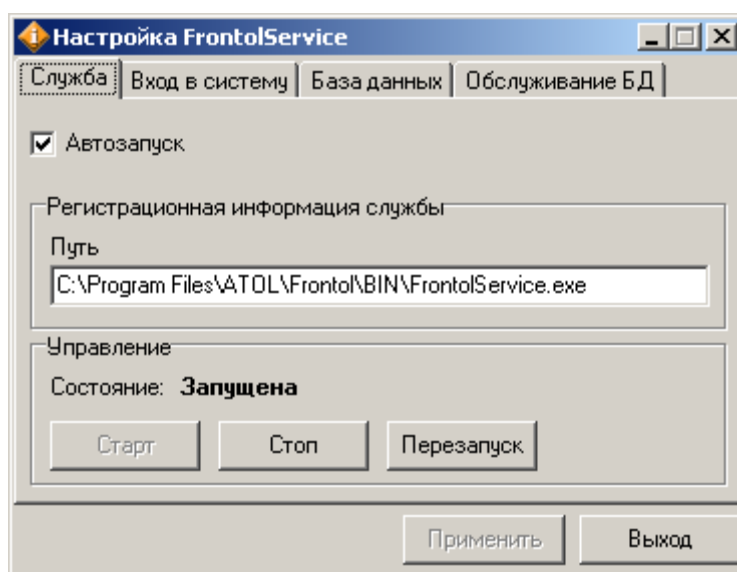 Настройка FrontolService
Служба Вход в систему База данных Обслуживание БД
Автозапуск
Регистрационная информация службы
Путь
C:\Program Files\ATOL\Frontol\BIN\FrontolService.exe
Управление
Состояние: Запущена
Старт Стоп Перезапуск
Применить Выход